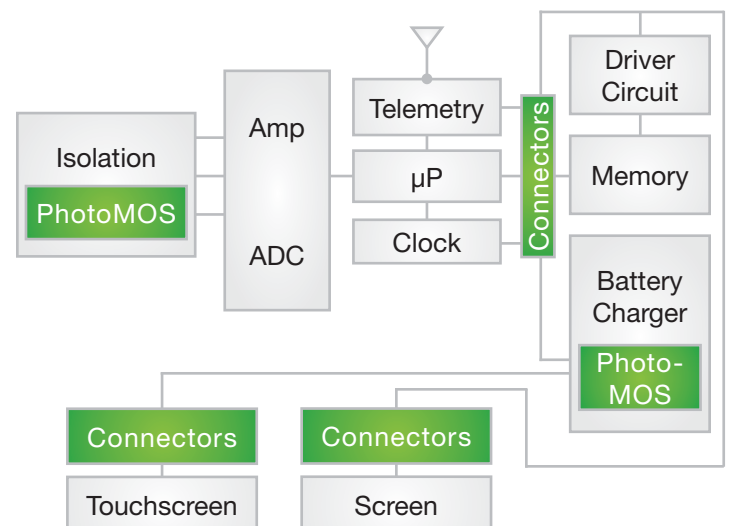 Driver
Circuit
Telemetry
Amp
Isolation
PhotoMOS
µP
Connectors
Memory
ADC
Clock
Battery
Charger
Photo-
MOS
Connectors
Connectors
Touchscreen
Screen